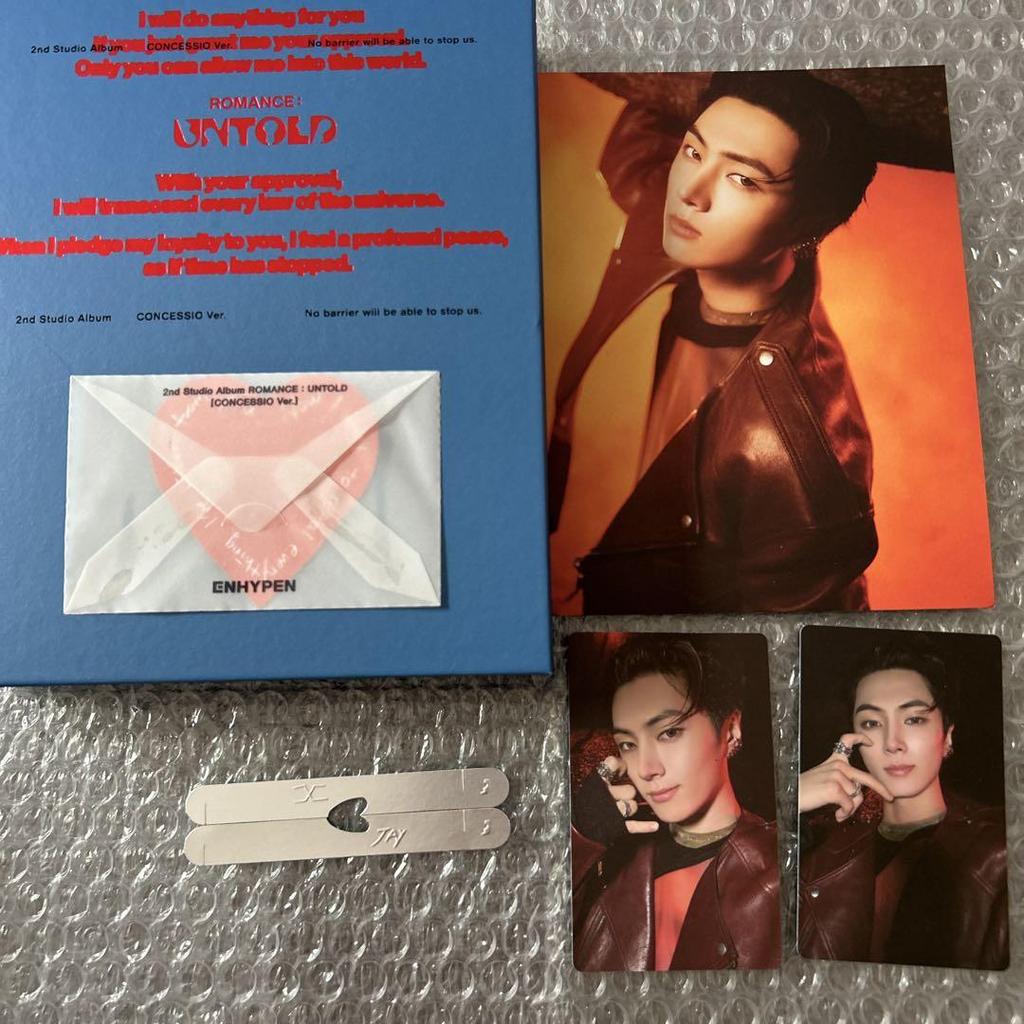 I will do anything for you
2nd Studio Album CONCESSIO Ver. No barrier will be able to stop us.
Only you can allow me into this world.
ROMANCE :
UNTOLD
With your approval,
I will transcend every law of the universe.
When I pledge my loyalty to you, I feel a profound peace,
as if time has stopped.
2nd Studio Album CONCESSIO Ver. No barrier will be able to stop us.
2nd Studio Album ROMANCE : UNTOLD
[CONCESSIO Ver.]
ENHYPEN
JAY